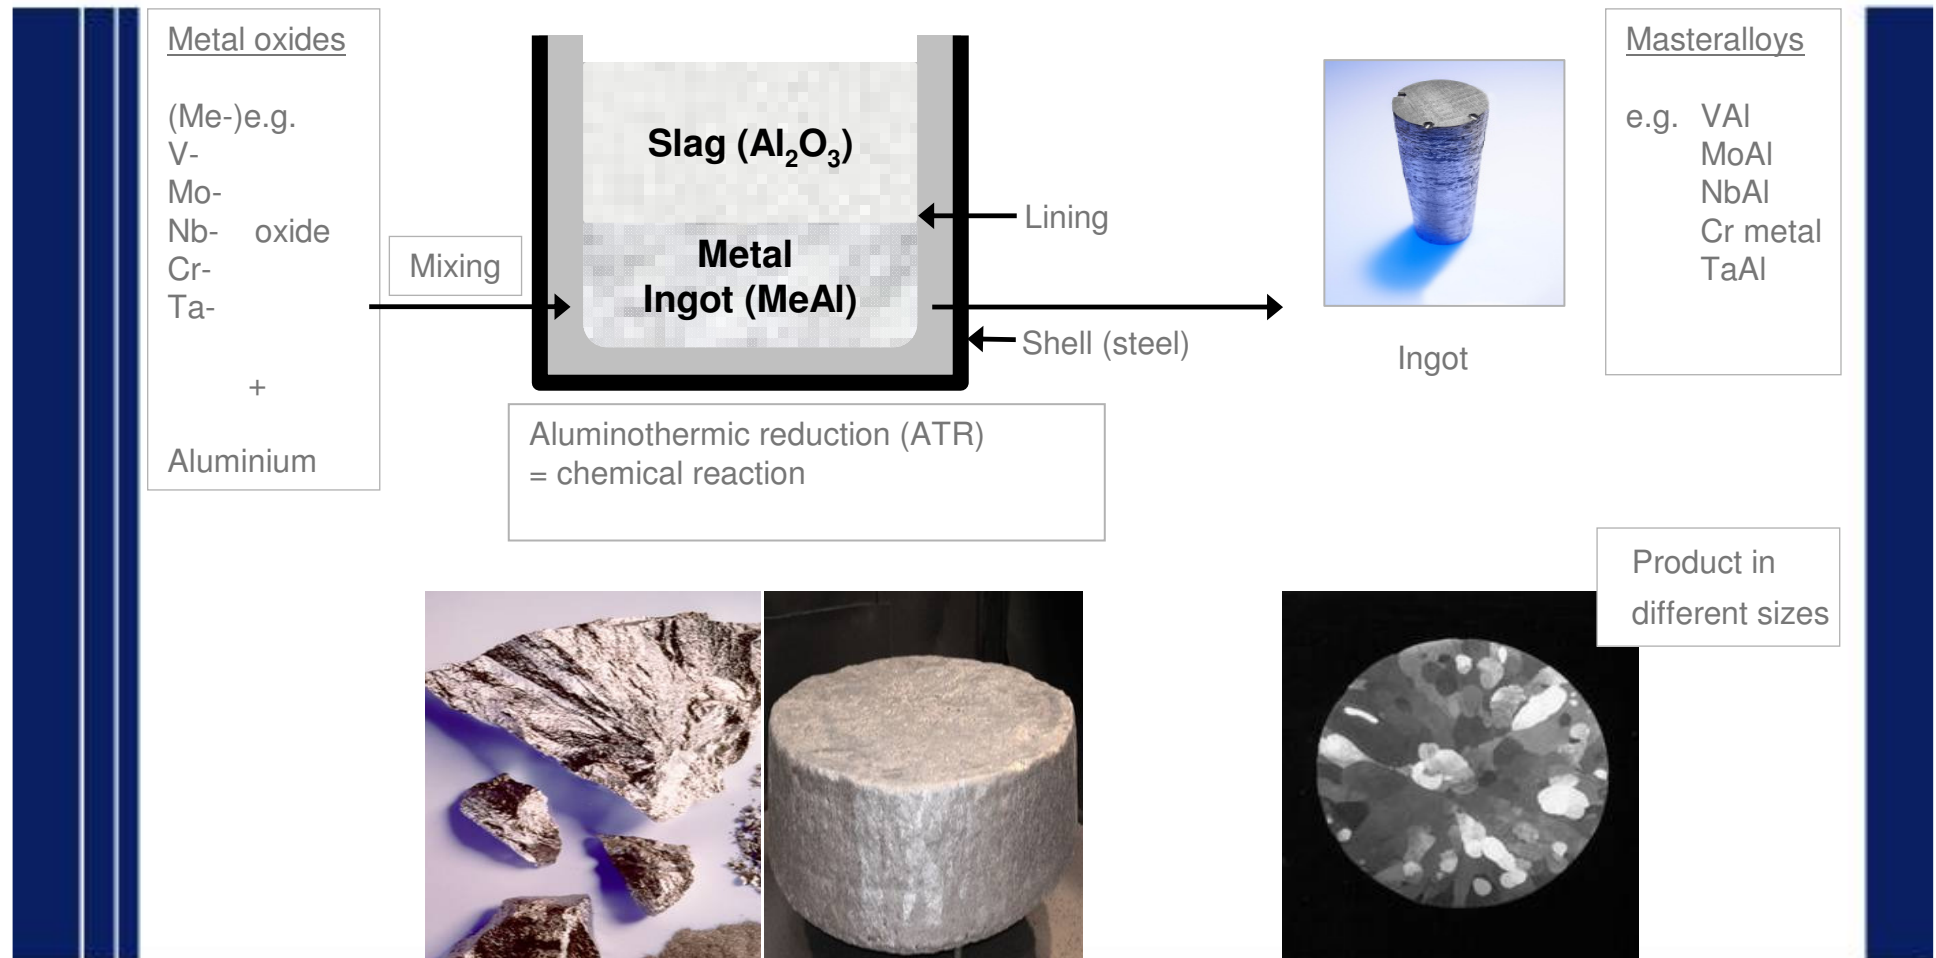 Metal oxides
(Me-)e.g.
V-
Mo-
Nb- oxide
Cr-
Ta-
+
Aluminium
Mixing
Slag (Al₂O₃)
Metal
Ingot (MeAl)
Lining
Shell (steel)
Aluminothermic reduction (ATR)
= chemical reaction
Ingot
Masteralloys
e.g. VAl
MoAl
NbAl
Cr metal
TaAl
Product in
different sizes